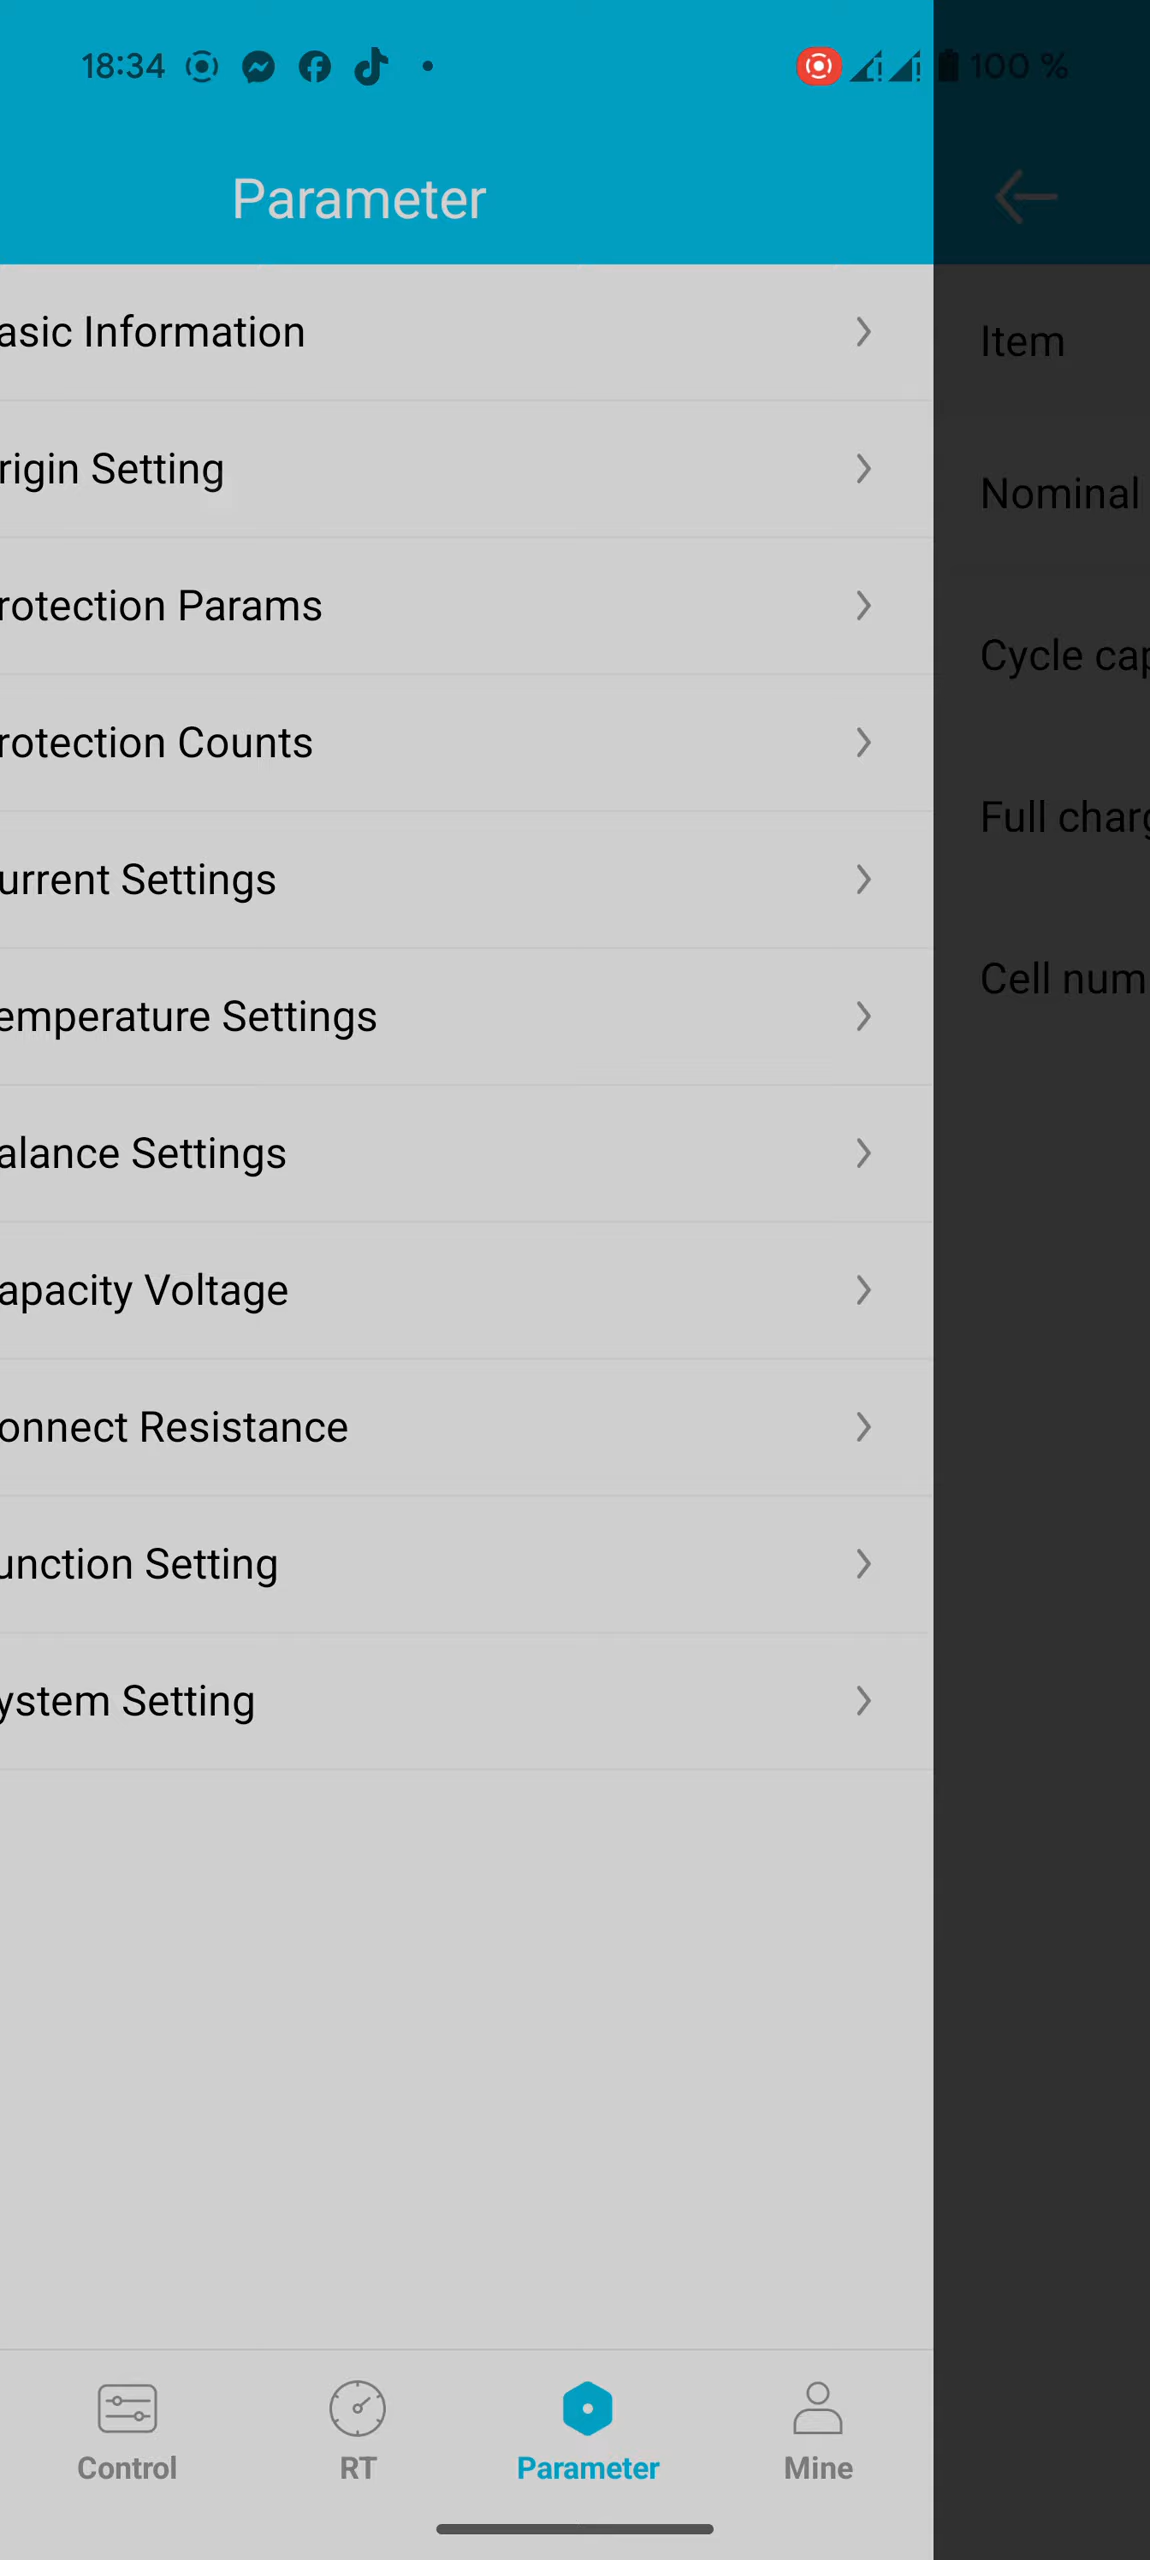 18:34
100 %
Parameter
asic Information
Item
rigin Setting
Nominal
rotection Params
Cycle cap
rotection Counts
Full charg
urrent Settings
Cell num
emperature Settings
alance Settings
apacity Voltage
onnect Resistance
unction Setting
ystem Setting
Control
RT
Parameter
Mine